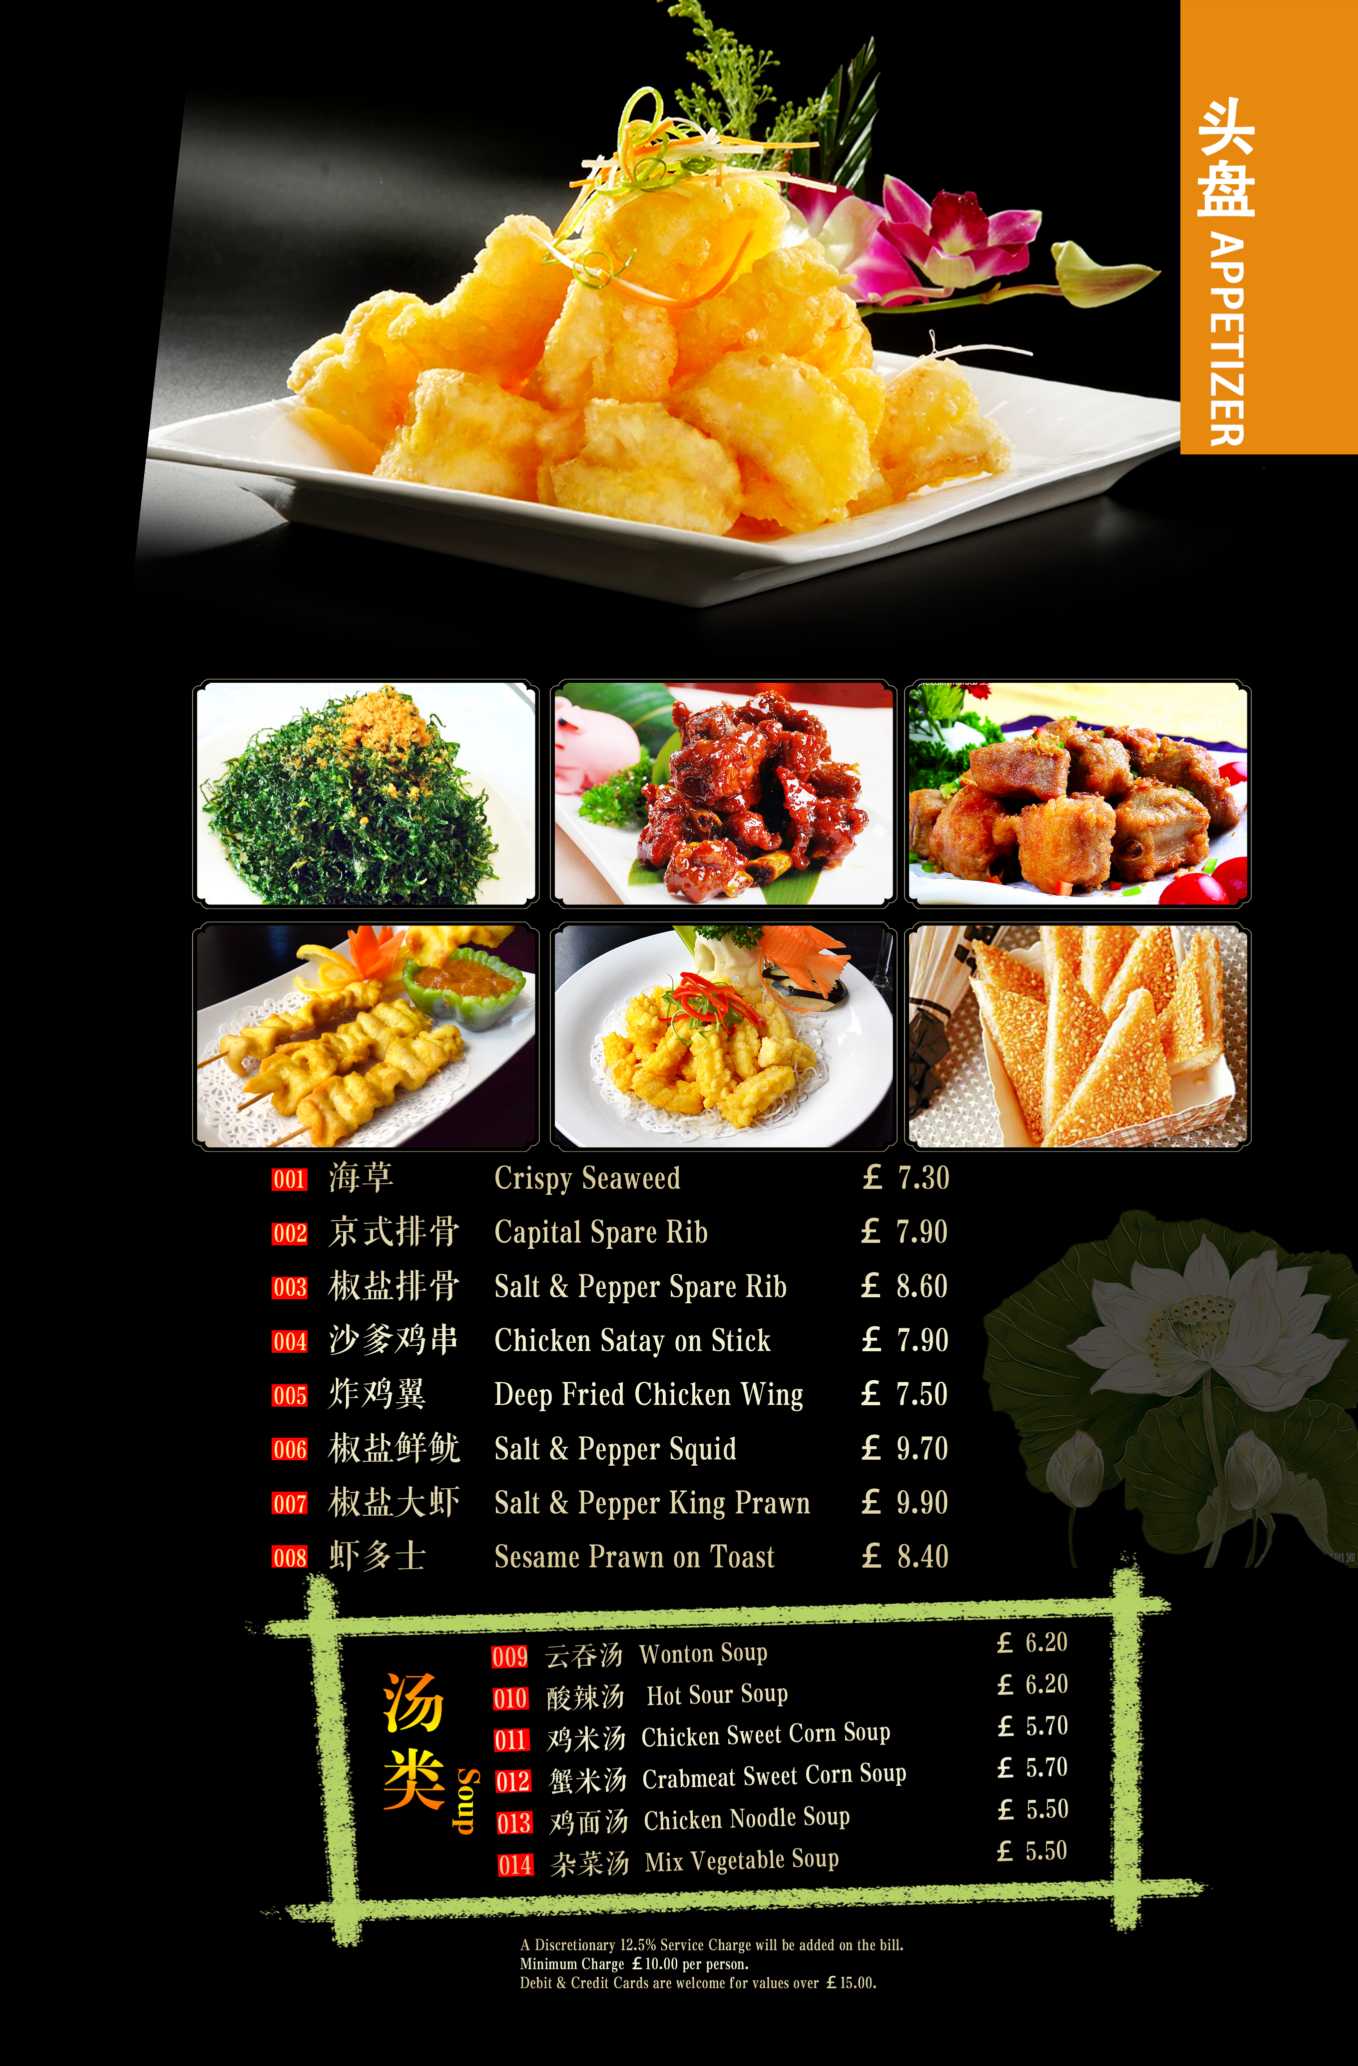 头盘 APPETIZER
001 海草 Crispy Seaweed £ 7.30
002 京式排骨 Capital Spare Rib £ 7.90
003 椒盐排骨 Salt & Pepper Spare Rib £ 8.60
004 沙爹鸡串 Chicken Satay on Stick £ 7.90
005 炸鸡翼 Deep Fried Chicken Wing £ 7.50
006 椒盐鲜鱿 Salt & Pepper Squid £ 9.70
007 椒盐大虾 Salt & Pepper King Prawn £ 9.90
008 虾多士 Sesame Prawn on Toast £ 8.40
汤类 Soup
009 云吞汤 Wonton Soup £ 6.20
010 酸辣汤 Hot Sour Soup £ 6.20
011 鸡米汤 Chicken Sweet Corn Soup £ 5.70
012 蟹米汤 Crabmeat Sweet Corn Soup £ 5.70
013 鸡面汤 Chicken Noodle Soup £ 5.50
014 杂菜汤 Mix Vegetable Soup £ 5.50
A Discretionary 12.5% Service Charge will be added on the bill.
Minimum Charge £10.00 per person.
Debit & Credit Cards are welcome for values over £15.00.